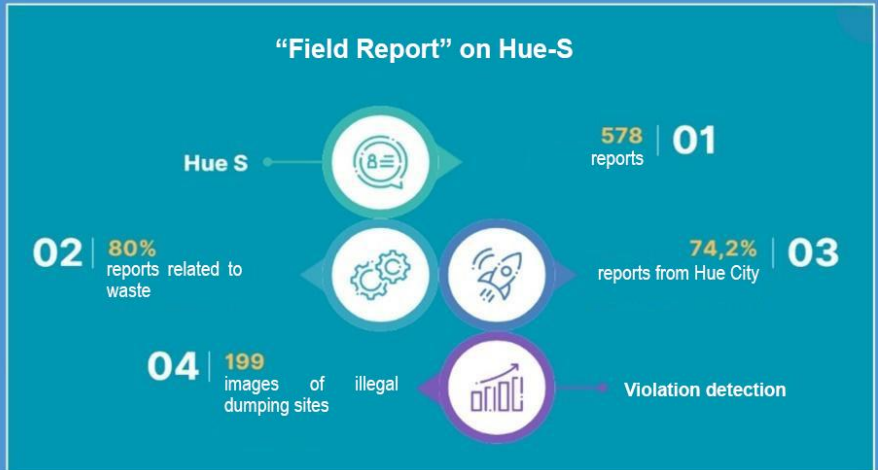 “Field Report” on Hue-S
Hue S
578
reports
01
02
80%
reports related to
waste
74,2%
reports from Hue City
03
04
199
images of illegal
dumping sites
Violation detection